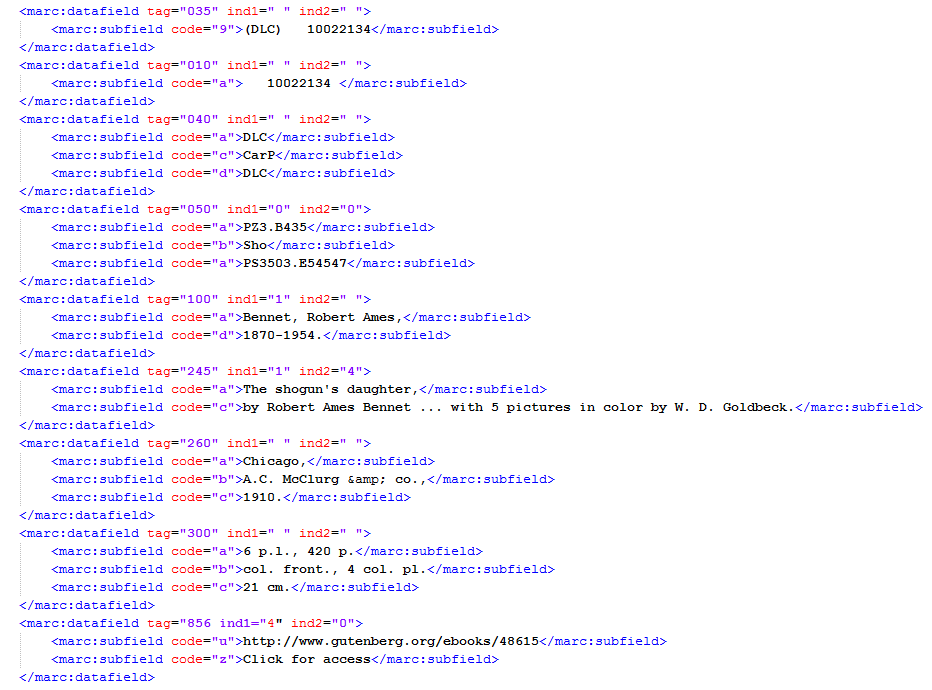 <marc:datafield tag="035" ind1=" " ind2=" ">
<marc:subfield code="9">(DLC)   10022134</marc:subfield>
</marc:datafield>
<marc:datafield tag="010" ind1=" " ind2=" ">
<marc:subfield code="a">   10022134 </marc:subfield>
</marc:datafield>
<marc:datafield tag="040" ind1=" " ind2=" ">
<marc:subfield code="a">DLC</marc:subfield>
<marc:subfield code="c">CarP</marc:subfield>
<marc:subfield code="d">DLC</marc:subfield>
</marc:datafield>
<marc:datafield tag="050" ind1="0" ind2="0">
<marc:subfield code="a">PZ3.B435</marc:subfield>
<marc:subfield code="b">Sho</marc:subfield>
<marc:subfield code="a">PS3503.E54547</marc:subfield>
</marc:datafield>
<marc:datafield tag="100" ind1="1" ind2=" ">
<marc:subfield code="a">Bennet, Robert Ames,</marc:subfield>
<marc:subfield code="d">1870-1954.</marc:subfield>
</marc:datafield>
<marc:datafield tag="245" ind1="1" ind2="4">
<marc:subfield code="a">The shogun's daughter,</marc:subfield>
<marc:subfield code="c">by Robert Ames Bennet ... with 5 pictures in color by W. D. Goldbeck.</marc:subfield>
</marc:datafield>
<marc:datafield tag="260" ind1=" " ind2=" ">
<marc:subfield code="a">Chicago,</marc:subfield>
<marc:subfield code="b">A.C. McClurg &amp; co.,</marc:subfield>
<marc:subfield code="c">1910.</marc:subfield>
</marc:datafield>
<marc:datafield tag="300" ind1=" " ind2=" ">
<marc:subfield code="a">6 p.l., 420 p.</marc:subfield>
<marc:subfield code="b">col. front., 4 col. pl.</marc:subfield>
<marc:subfield code="c">21 cm.</marc:subfield>
</marc:datafield>
<marc:datafield tag="856 ind1="4" ind2="0">
<marc:subfield code="u">http://www.gutenberg.org/ebooks/48615</marc:subfield>
<marc:subfield code="z">Click for access</marc:subfield>
</marc:datafield>